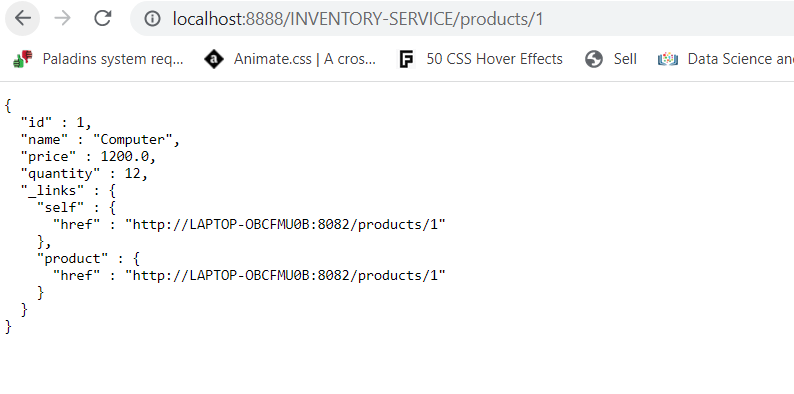 localhost:8888/INVENTORY-SERVICE/products/1
Paladins system req... Animate.css | A cros... 50 CSS Hover Effects Sell Data Science an
{
  "id" : 1,
  "name" : "Computer",
  "price" : 1200.0,
  "quantity" : 12,
  "_links" : {
    "self" : {
      "href" : "http://LAPTOP-OBCFMU0B:8082/products/1"
    },
    "product" : {
      "href" : "http://LAPTOP-OBCFMU0B:8082/products/1"
    }
  }
}